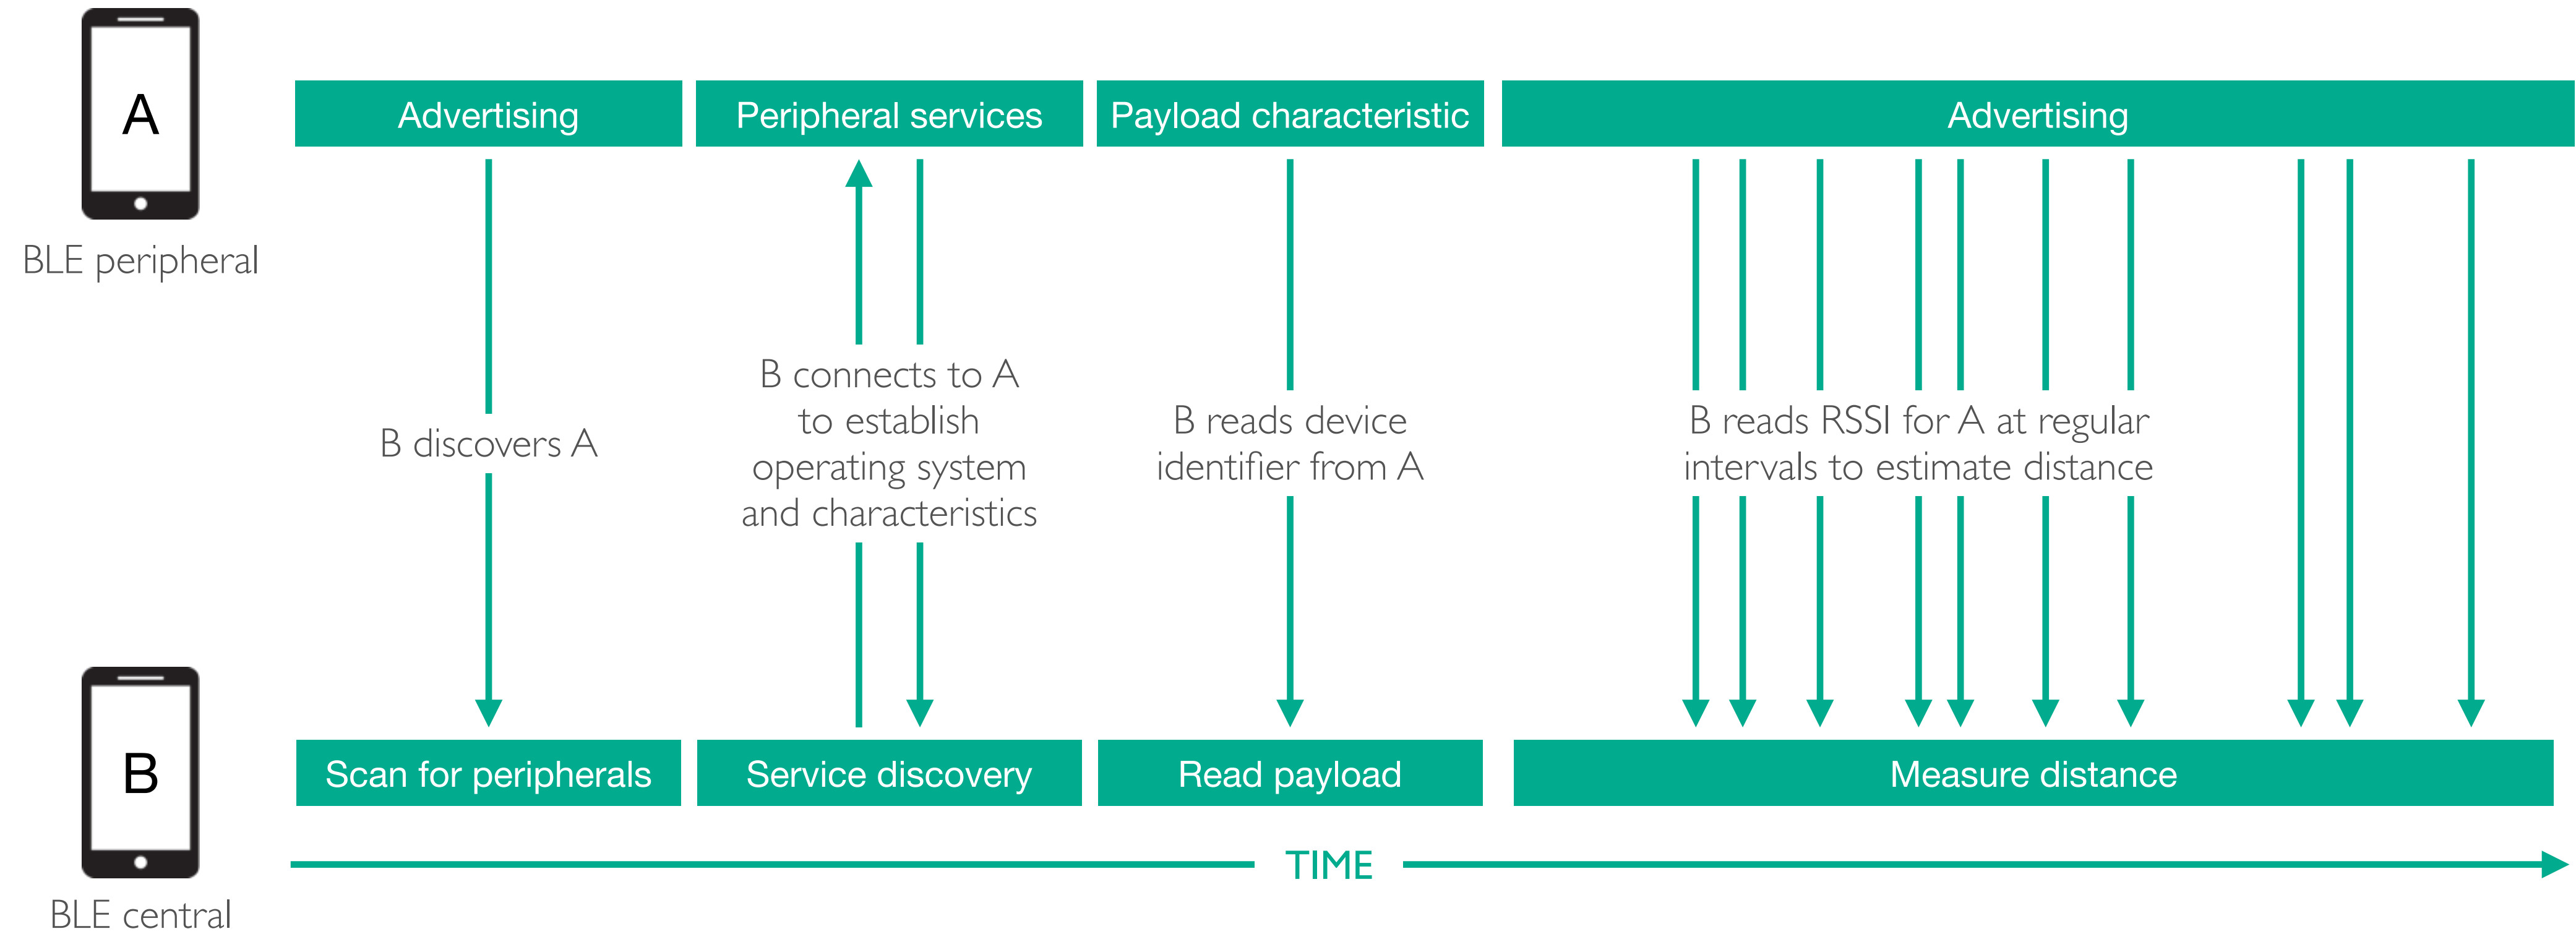 A
BLE peripheral
Advertising
Peripheral services
Payload characteristic
Advertising
B discovers A
B connects to A
to establish
operating system
and characteristics
B reads device
identifier from A
B reads RSSI for A at regular
intervals to estimate distance
B
BLE central
Scan for peripherals
Service discovery
Read payload
Measure distance
TIME